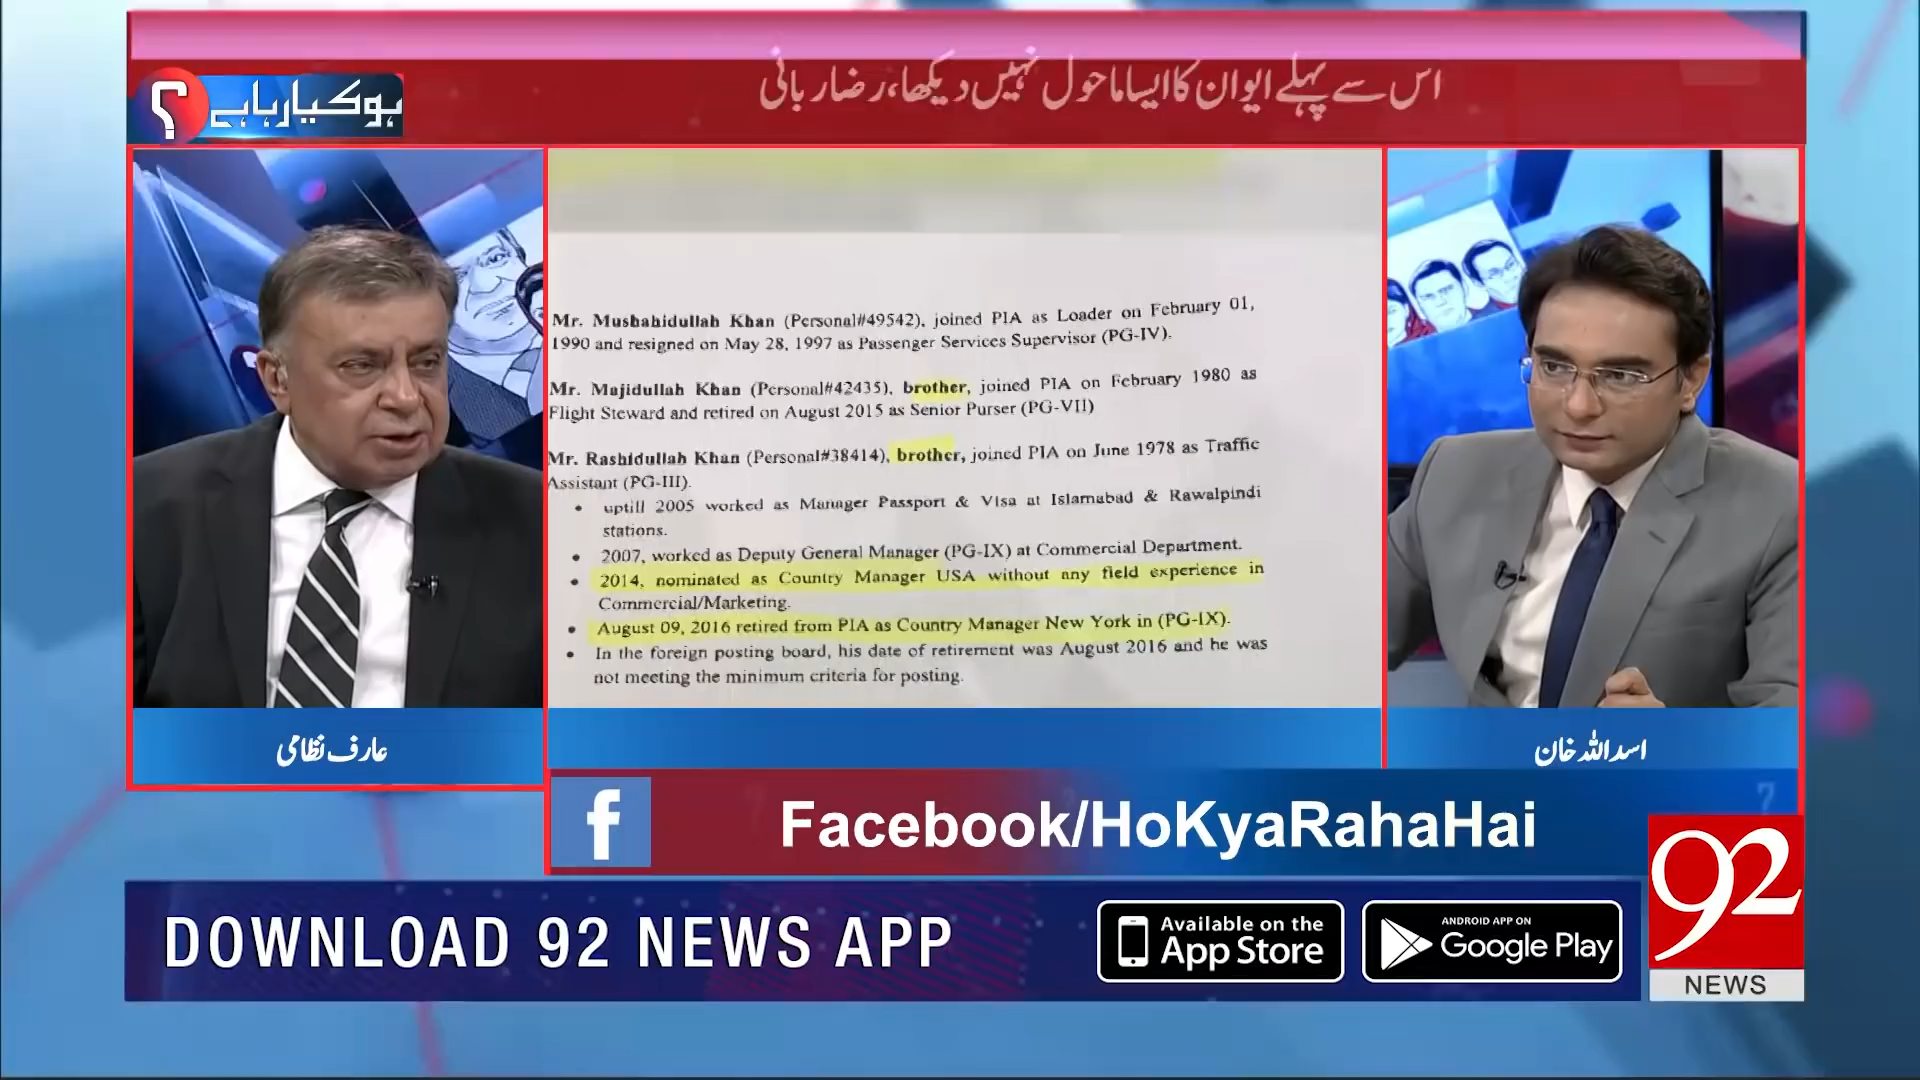 اس سے پہلے ایوان کا ایسا ماحول نہیں دیکھا، رضا ربانی
ہو کیا رہا ہے؟
Mr. Mushahidullah Khan (Personal#49542), joined PIA as Loader on February 01,
1990 and resigned on May 28, 1997 as Passenger Services Supervisor (PG-IV).
Mr. Majidullah Khan (Personal#42435), brother, joined PIA on February 1980 as
Flight Steward and retired on August 2015 as Senior Purser (PG-VII)
Mr. Rashidullah Khan (Personal#38414), brother, joined PIA on June 1978 as Traffic
Assistant (PG-III).
• uptill 2005 worked as Manager Passport & Visa at Islamabad & Rawalpindi
stations.
• 2007, worked as Deputy General Manager (PG-IX) at Commercial Department.
• 2014, nominated as Country Manager USA without any field experience in
Commercial/Marketing.
• August 09, 2016 retired from PIA as Country Manager New York in (PG-IX).
• In the foreign posting board, his date of retirement was August 2016 and he was
not meeting the minimum criteria for posting.
عارف نظامی
اسد اللہ خان
f Facebook/HoKyaRahaHai
DOWNLOAD 92 NEWS APP
Available on the
App Store
ANDROID APP ON
Google Play
92
NEWS